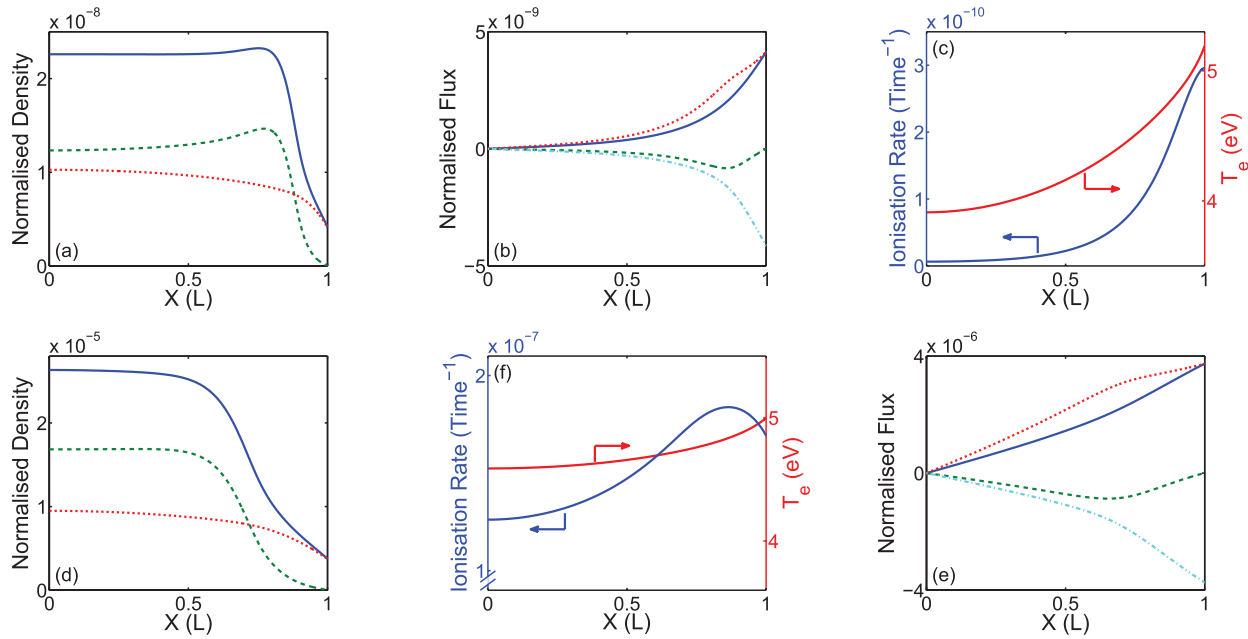 x 10⁻⁸
Normalised Density
2
1
0
(a)
0
0.5
1
X (L)
x 10⁻⁹
Normalised Flux
5
0
−5
(b)
0
0.5
1
X (L)
x 10⁻¹⁰
Ionisation Rate (Time⁻¹)
3
2
1
0
(c)
5
4
Tₑ (eV)
0
0.5
1
X (L)
x 10⁻⁵
Normalised Density
2
1
0
(d)
0
0.5
1
X (L)
x 10⁻⁷
Ionisation Rate (Time⁻¹)
2
1
(f)
5
4
Tₑ (eV)
0
0.5
1
X (L)
x 10⁻⁶
Normalised Flux
4
0
−4
(e)
0
0.5
1
X (L)